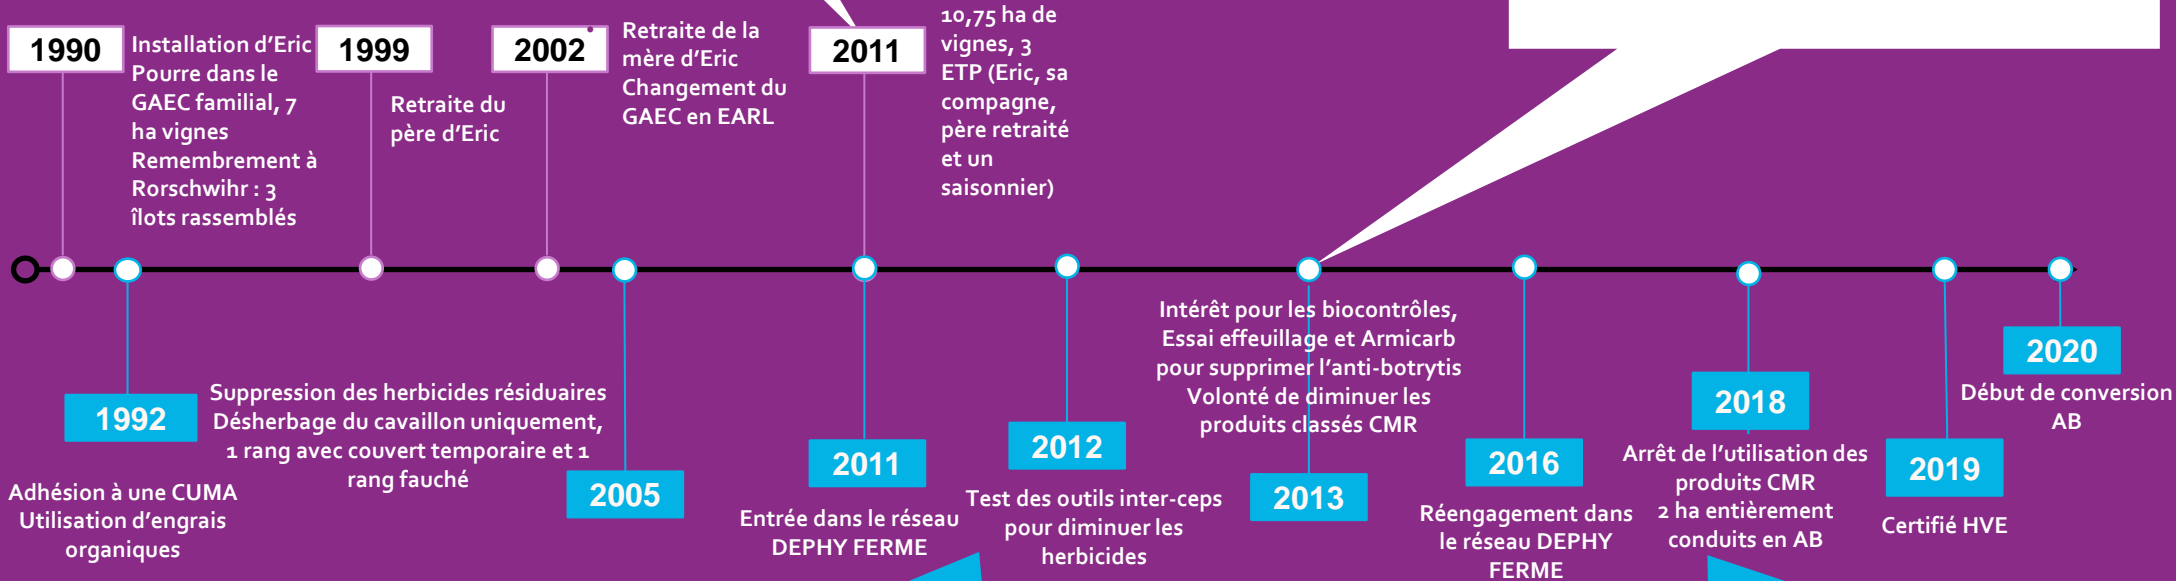 1990
Installation d'Eric
Pourre dans le
GAEC familial, 7
ha vignes
Remembrement à
Rorschwihr : 3
îlots rassemblés
1999
Retraite du
père d'Eric
2002
Retraite de la
mère d'Eric
Changement du
GAEC en EARL
2011
10,75 ha de
vignes, 3
ETP (Eric, sa
compagne,
père retraité
et un
saisonnier)
1992
Adhésion à une CUMA
Utilisation d'engrais
organiques
Suppression des herbicides résiduaires
Désherbage du cavaillon uniquement,
1 rang avec couvert temporaire et 1
rang fauché
2005
2011
Entrée dans le réseau
DEPHY FERME
2012
Test des outils inter-ceps
pour diminuer les
herbicides
Intérêt pour les biocontrôles,
Essai effeuillage et Armicarb
pour supprimer l'anti-botrytis
Volonté de diminuer les
produits classés CMR
2013
2016
Réengagement dans
le réseau DEPHY
FERME
2018
Arrêt de l'utilisation des
produits CMR
2 ha entièrement
conduits en AB
2019
Certifié HVE
2020
Début de conversion
AB